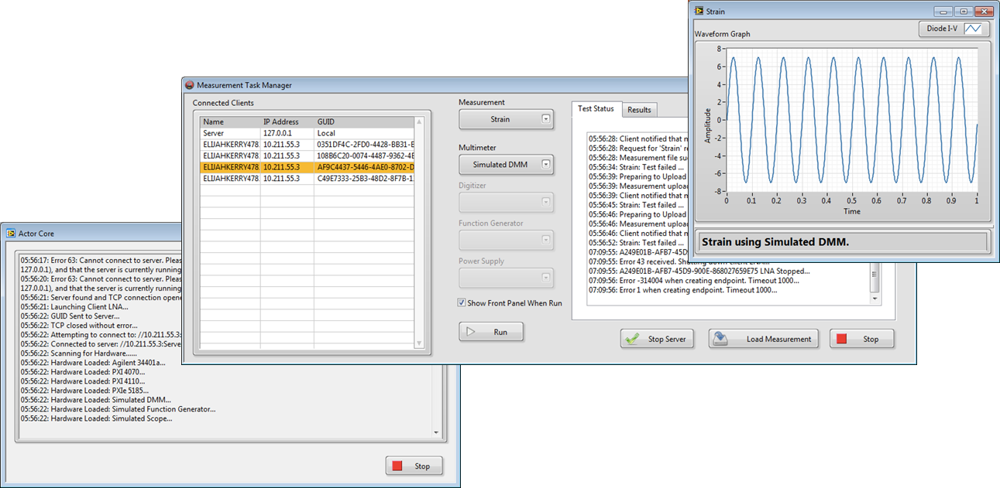 Strain
Diode I-V
Waveform Graph
8
6
4
2
0
-2
-4
-6
-8
Amplitude
0 0.1 0.2 0.3 0.4 0.5 0.6 0.7 0.8 0.9 1
Time
Strain using Simulated DMM.
Measurement Task Manager
Connected Clients
Name IP Address GUID
Server 127.0.0.1 Local
ELIJAHKERRY478. 10.211.55.3 0351DF4C-2FD0-4428-BB31-E
ELIJAHKERRY478. 10.211.55.3 108B6C20-0074-4487-9362-4E
ELIJAHKERRY478. 10.211.55.3 AF9C4437-5446-4AE0-8702-D
ELIJAHKERRY478. 10.211.55.3 C49E7333-25B3-48D2-8F7B-1
Measurement
Strain
Multimeter
Simulated DMM
Digitizer
Function Generator
Power Supply
Show Front Panel When Run
Run
Test Status Results
05:56:28: Client notified that m
05:56:28: Request for 'Strain' re
05:56:28: Measurement file su
05:56:34: Strain: Test failed ...
05:56:39: Preparing to Upload
05:56:39: Measurement uploa
05:56:39: Client notified that m
05:56:45: Strain: Test failed ...
05:56:46: Preparing to Upload
05:56:46: Measurement uploa
05:56:46: Client notified that m
05:56:52: Strain: Test failed ...
07:09:55: A249E01B-AFB7-45D
07:09:55: Error 43 received. Shutting down client LNA...
07:09:55: A249E01B-AFB7-45D9-900E-868027659E75 LNA Stopped...
07:09:56: Error -314004 when creating endpoint. Timeout 1000...
07:09:56: Error 1 when creating endpoint. Timeout 1000...
Stop Server
Load Measurement
Stop
Actor Core
05:56:17: Error 63: Cannot connect to server. Pleas
127.0.0.1), and that the server is currently running
05:56:20: Error 63: Cannot connect to server. Pleas
127.0.0.1), and that the server is currently running
05:56:21: Server found and TCP connection opene
05:56:21: Launching Client LNA...
05:56:22: GUID Sent to Server...
05:56:22: TCP closed without error...
05:56:22: Attempting to connect to: //10.211.55.3:
05:56:22: Connected to server: //10.211.55.3:Server
05:56:22: Scanning for Hardware......
05:56:22: Hardware Loaded: Agilent 34401a...
05:56:22: Hardware Loaded: PXI 4070...
05:56:22: Hardware Loaded: PXI 4110...
05:56:22: Hardware Loaded: PXIe 5185...
05:56:22: Hardware Loaded: Simulated DMM...
05:56:22: Hardware Loaded: Simulated Function Generator...
05:56:22: Hardware Loaded: Simulated Scope...
Stop